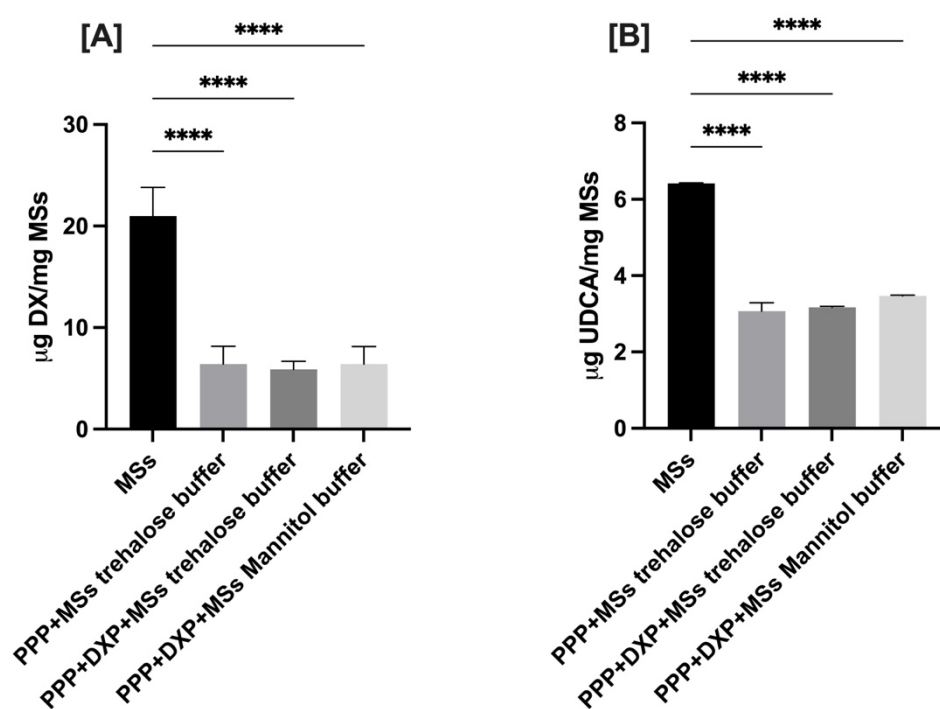 [A]
****
****
****
30
20
10
0
μg DX/mg MSs
MSs
PPP+MSs trehalose buffer
PPP+DXP+MSs trehalose buffer
PPP+DXP+MSs Mannitol buffer
[B]
****
****
****
8
6
4
2
0
μg UDCA/mg MSs
MSs
PPP+MSs trehalose buffer
PPP+DXP+MSs trehalose buffer
PPP+DXP+MSs Mannitol buffer